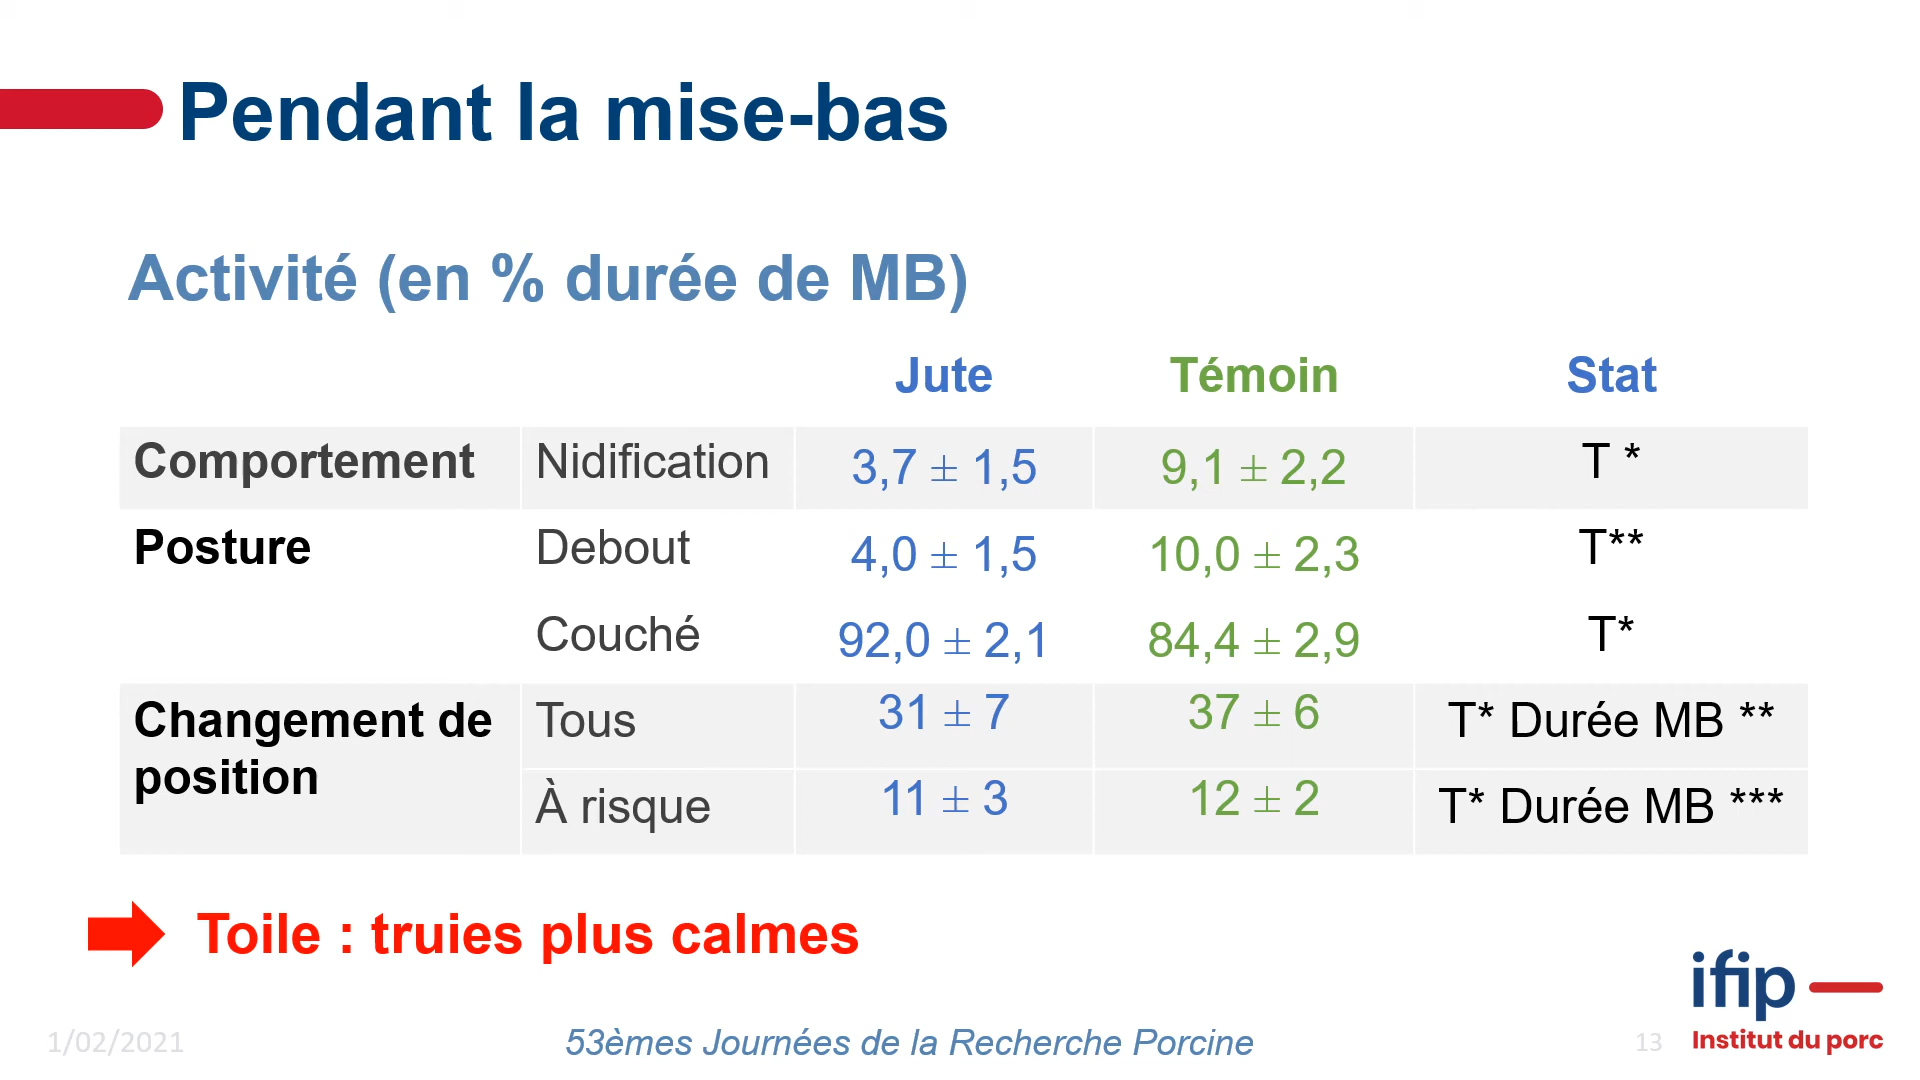 Pendant la mise-bas
Activité (en % durée de MB)
Jute Témoin Stat
Comportement Nidification 3,7 ± 1,5 9,1 ± 2,2 T *
Posture Debout 4,0 ± 1,5 10,0 ± 2,3 T**
Couché 92,0 ± 2,1 84,4 ± 2,9 T*
Changement de position Tous 31 ± 7 37 ± 6 T* Durée MB **
À risque 11 ± 3 12 ± 2 T* Durée MB ***
Toile : truies plus calmes
ifip
1/02/2021 53èmes Journées de la Recherche Porcine 13 Institut du porc